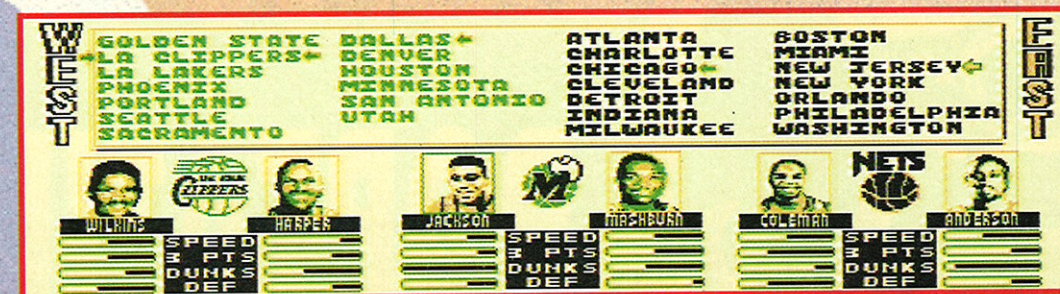 WEST
GOLDEN STATE
LA CLIPPERS
LA LAKERS
PHOENIX
PORTLAND
SEATTLE
SACRAMENTO
DALLAS
DENVER
HOUSTON
MINNESOTA
SAN ANTONIO
UTAH
ATLANTA
CHARLOTTE
CHICAGO
CLEVELAND
DETROIT
INDIANA
MILWAUKEE
BOSTON
MIAMI
NEW JERSEY
NEW YORK
ORLANDO
PHILADELPHIA
WASHINGTON
EAST
CLIPPERS
WILKINS
HARPER
SPEED
3 PTS
DUNKS
DEF
M
JACKSON
MASHBURN
SPEED
3 PTS
DUNKS
DEF
NETS
COLEMAN
ANDERSON
SPEED
3 PTS
DUNKS
DEF